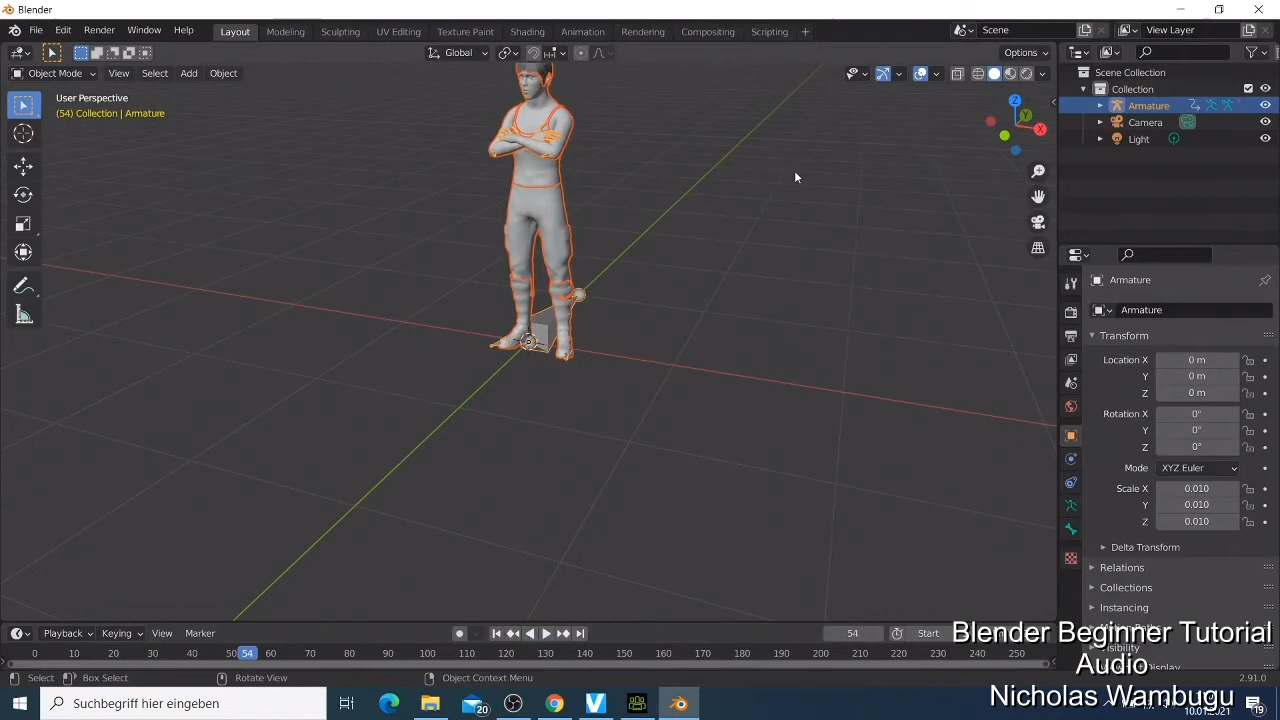 Blender
File Edit Render Window Help Layout Modeling Sculpting UV Editing Texture Paint Shading Animation Rendering Compositing Scripting + Scene View Layer
Global Options
Object Mode View Select Add Object
User Perspective
(54) Collection | Armature
Z
Y
X
Scene Collection
Collection
Armature
Camera
Light
Armature
Armature
Transform
Location X 0 m
Y 0 m
Z 0 m
Rotation X 0°
Y 0°
Z 0°
Mode XYZ Euler
Scale X 0.010
Y 0.010
Z 0.010
Delta Transform
Relations
Collections
Instancing
Visibility
Playback Keying View Marker 54 Start
0 10 20 30 40 50 54 60 70 80 90 100 110 120 130 140 150 160 170 180 190 200 210 220 230 240 250
Select Box Select Rotate View Object Context Menu 2.91.0
Blender Beginner Tutorial
Audio
Nicholas Wambugu
Suchbegriff hier eingeben
20
10.01.2021
19